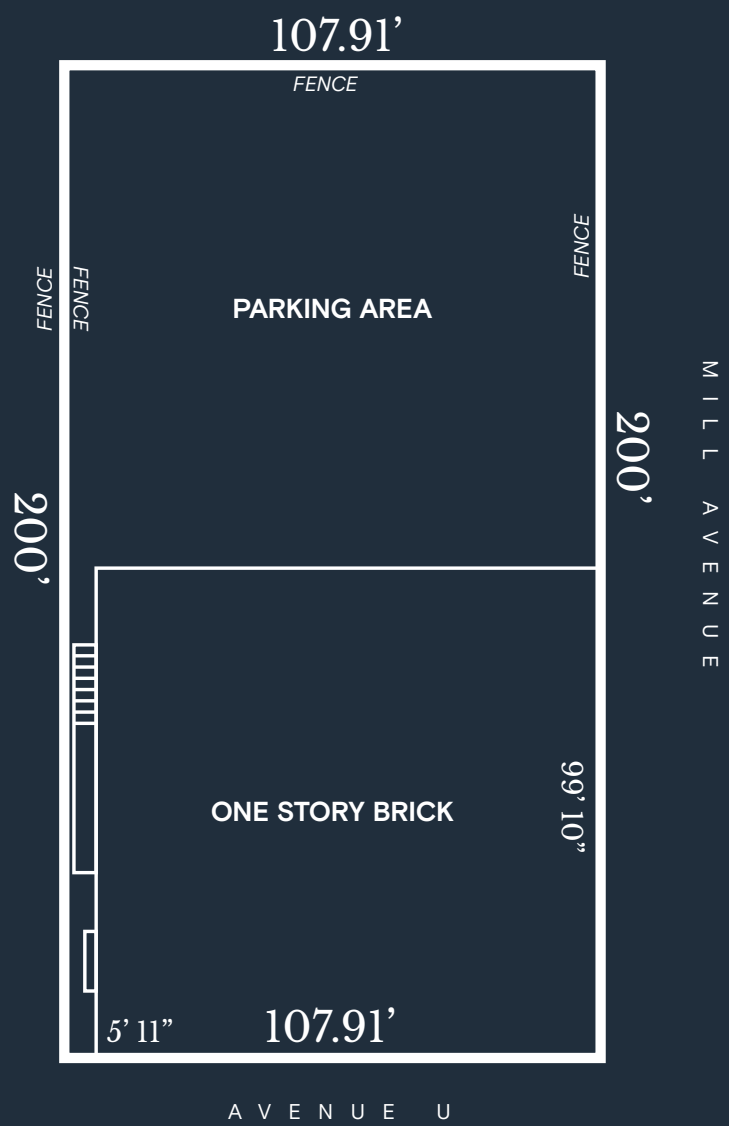 107.91’
FENCE
FENCE
FENCE
FENCE
PARKING AREA
MILL AVENUE
200’
200’
ONE STORY BRICK
99’ 10”
5’ 11”
107.91’
AVENUE U